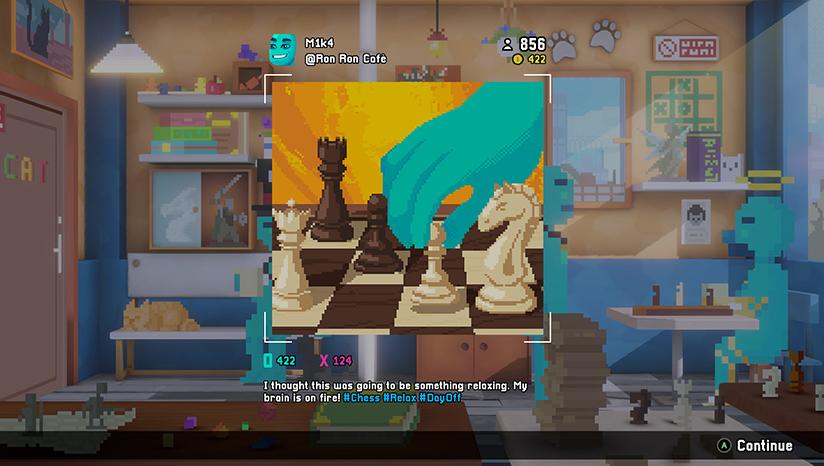 M1k4
@Ron Ron Café
856
422
CAT
422
X 124
I thought this was going to be something reloxing. My
brain is on fire! #Chess #Relax #DayOff
A Continue